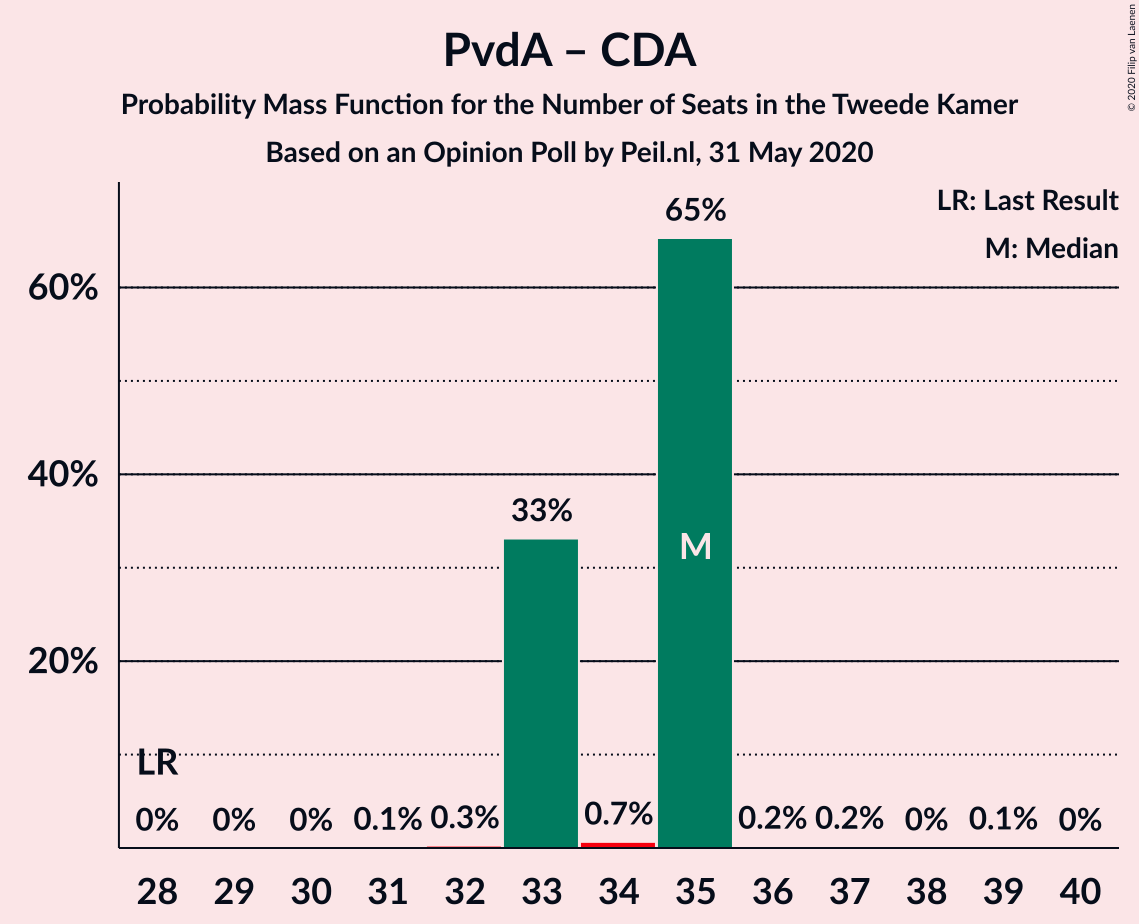 © 2020 Filip van Laenen
PvdA – CDA
Probability Mass Function for the Number of Seats in the Tweede Kamer
Based on an Opinion Poll by Peil.nl, 31 May 2020
LR: Last Result
M: Median
65%
60%
40%
33%
M
20%
LR
0% 0% 0% 0.1% 0.3% 0.7% 0.2% 0.2% 0% 0.1% 0%
28 29 30 31 32 33 34 35 36 37 38 39 40